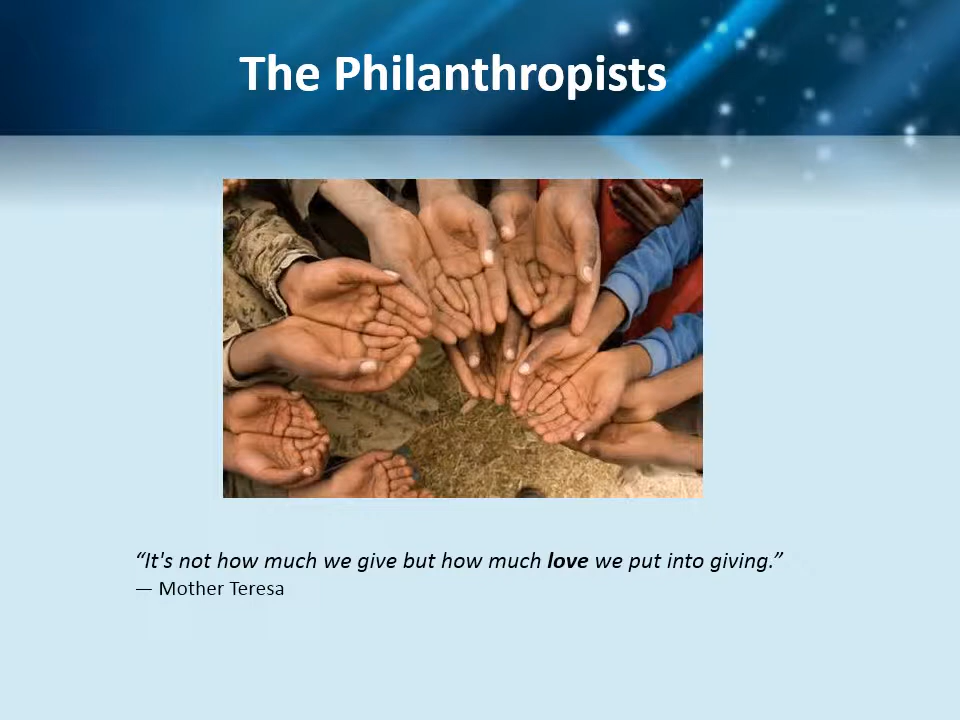 The Philanthropists
“It's not how much we give but how much love we put into giving.”
— Mother Teresa